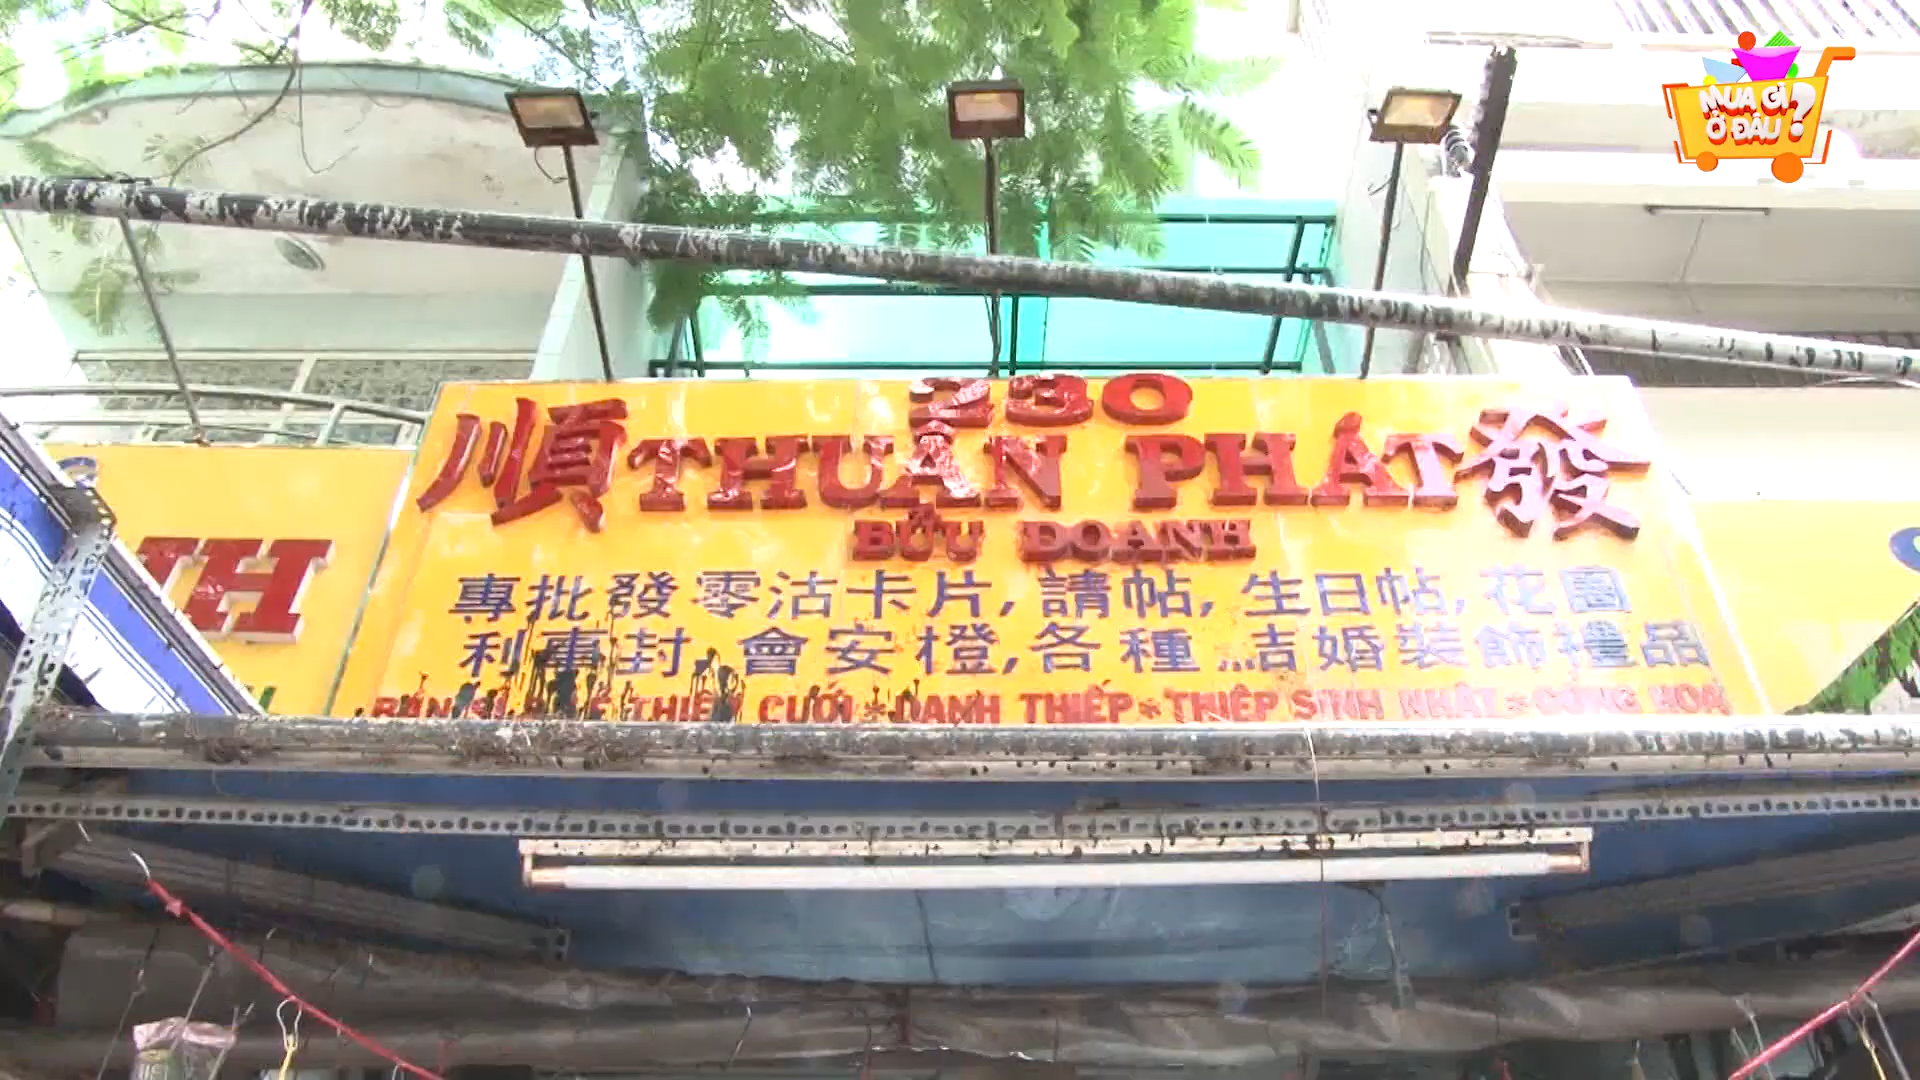 MUA GÌ
Ở ĐÂU?
230
順 THUẬN PHÁT 發
BỬU DOANH
專批發零沽卡片, 請帖, 生日帖, 花圈
利事封, 會安橙, 各種...結婚裝飾禮品
THIỆP CƯỚI * DANH THIẾP * THIỆP SINH NHẬT * CƯỜNG HOA